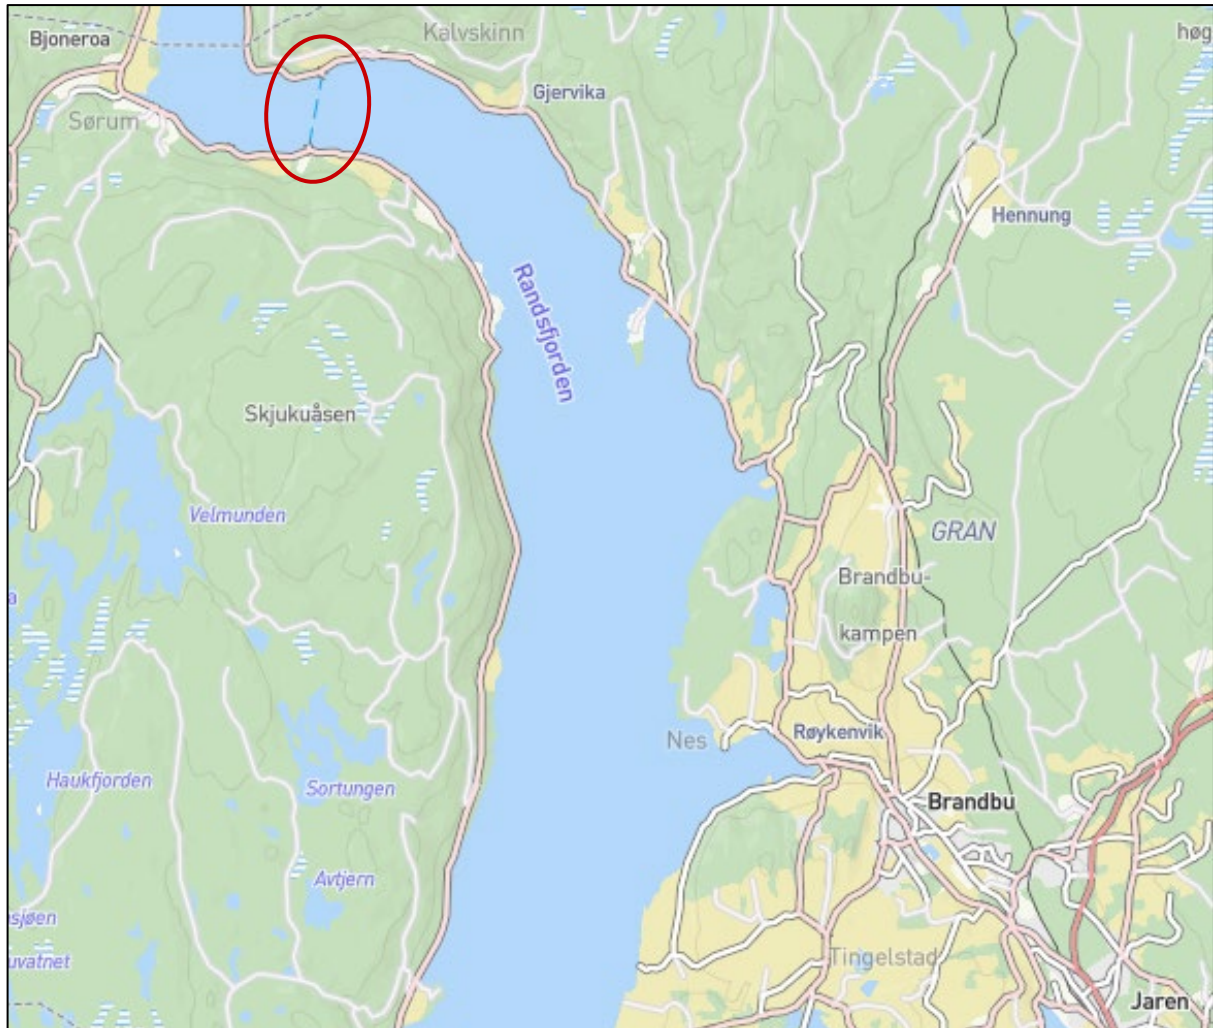 Kalvskinn
høg
Bjoneroa
Gjervika
Sørum
Hennung
Randsfjorden
Skjukuåsen
Velmunden
GRAN
Brandbu-
kampen
a
Røykenvik
Nes
Haukfjorden
Sortungen
Brandbu
Avtjern
sjøen
uvatnet
Tingelstad
Jaren